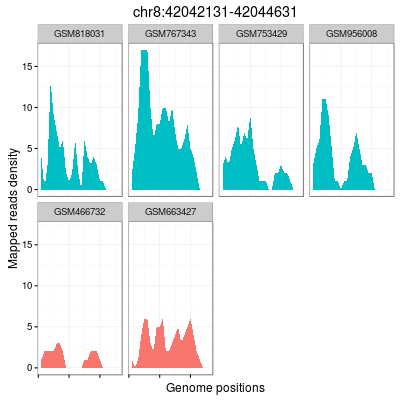 chr8:42042131-42044631
GSM818031 GSM767343 GSM753429 GSM956008
15
10
5
0
GSM466732 GSM663427
15
10
5
0
Mapped reads density
Genome positions